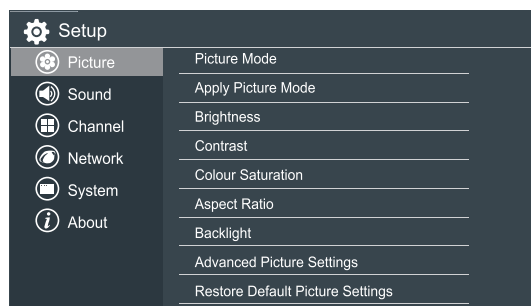 Setup
Picture
Sound
Channel
Network
System
About
Picture Mode
Apply Picture Mode
Brightness
Contrast
Colour Saturation
Aspect Ratio
Backlight
Advanced Picture Settings
Restore Default Picture Settings